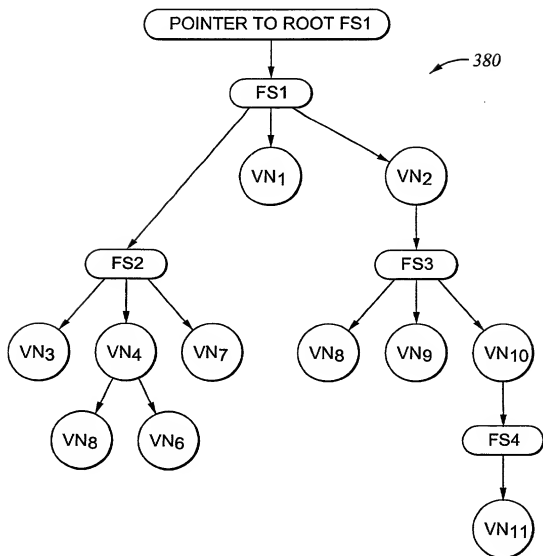 POINTER TO ROOT FS1
380
FS1
VN1
VN2
FS2
FS3
VN3
VN4
VN7
VN8
VN9
VN10
VN8
VN6
FS4
VN11